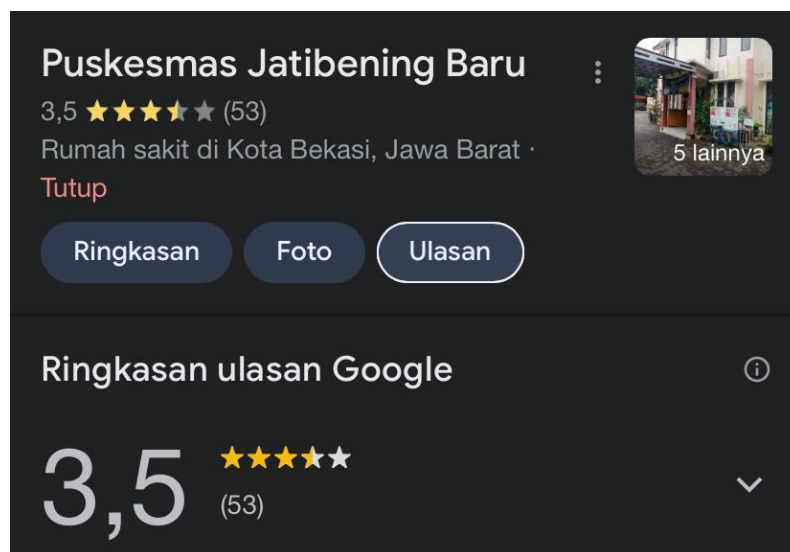 Puskesmas Jatibening Baru
3,5 (53)
Rumah sakit di Kota Bekasi, Jawa Barat ·
Tutup
5 lainnya
Ringkasan Foto Ulasan
Ringkasan ulasan Google
3,5
(53)